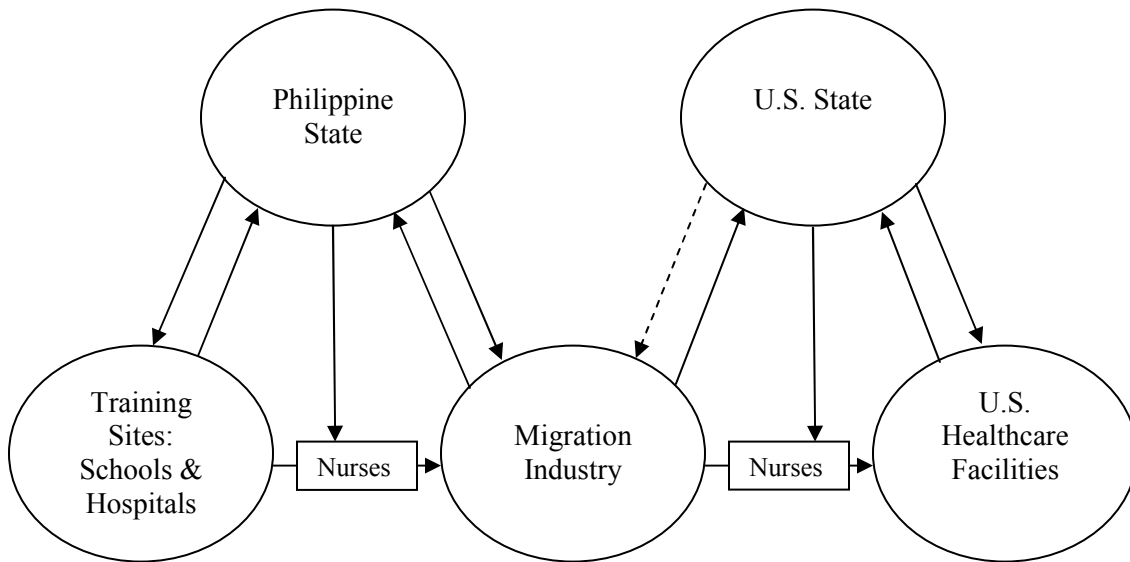 Philippine
State
U.S. State
Training
Sites:
Schools &
Hospitals
Nurses
Migration
Industry
Nurses
U.S.
Healthcare
Facilities